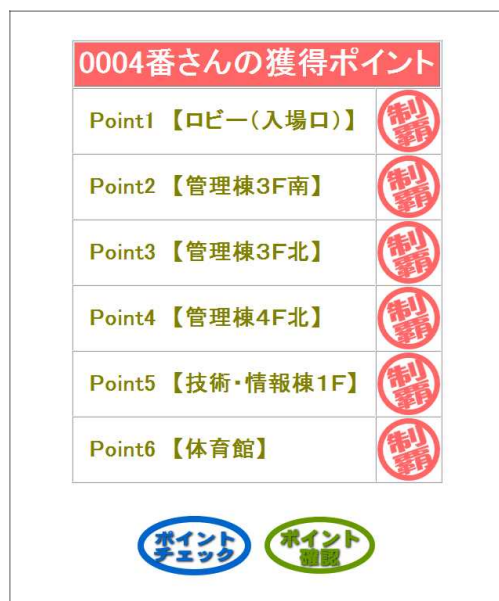 0004番さんの獲得ポイント
Point1 【ロビー(入場口)】 制覇
Point2 【管理棟3F南】 制覇
Point3 【管理棟3F北】 制覇
Point4 【管理棟4F北】 制覇
Point5 【技術・情報棟1F】 制覇
Point6 【体育館】 制覇
ポイント
チェック
ポイント
確認